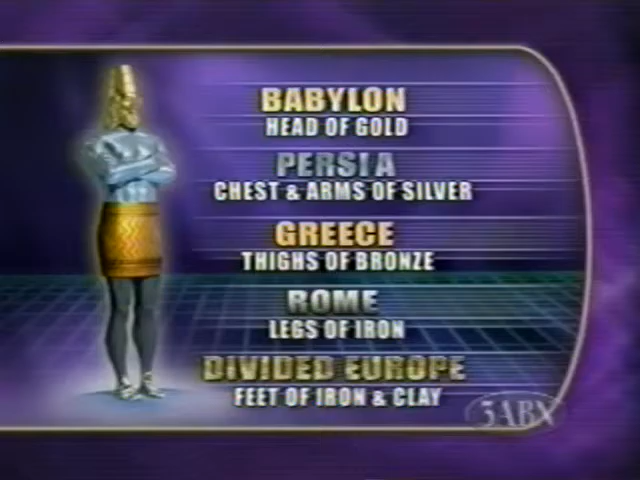 BABYLON
HEAD OF GOLD
PERSIA
CHEST & ARMS OF SILVER
GREECE
THIGHS OF BRONZE
ROME
LEGS OF IRON
DIVIDED EUROPE
FEET OF IRON & CLAY
3ABN